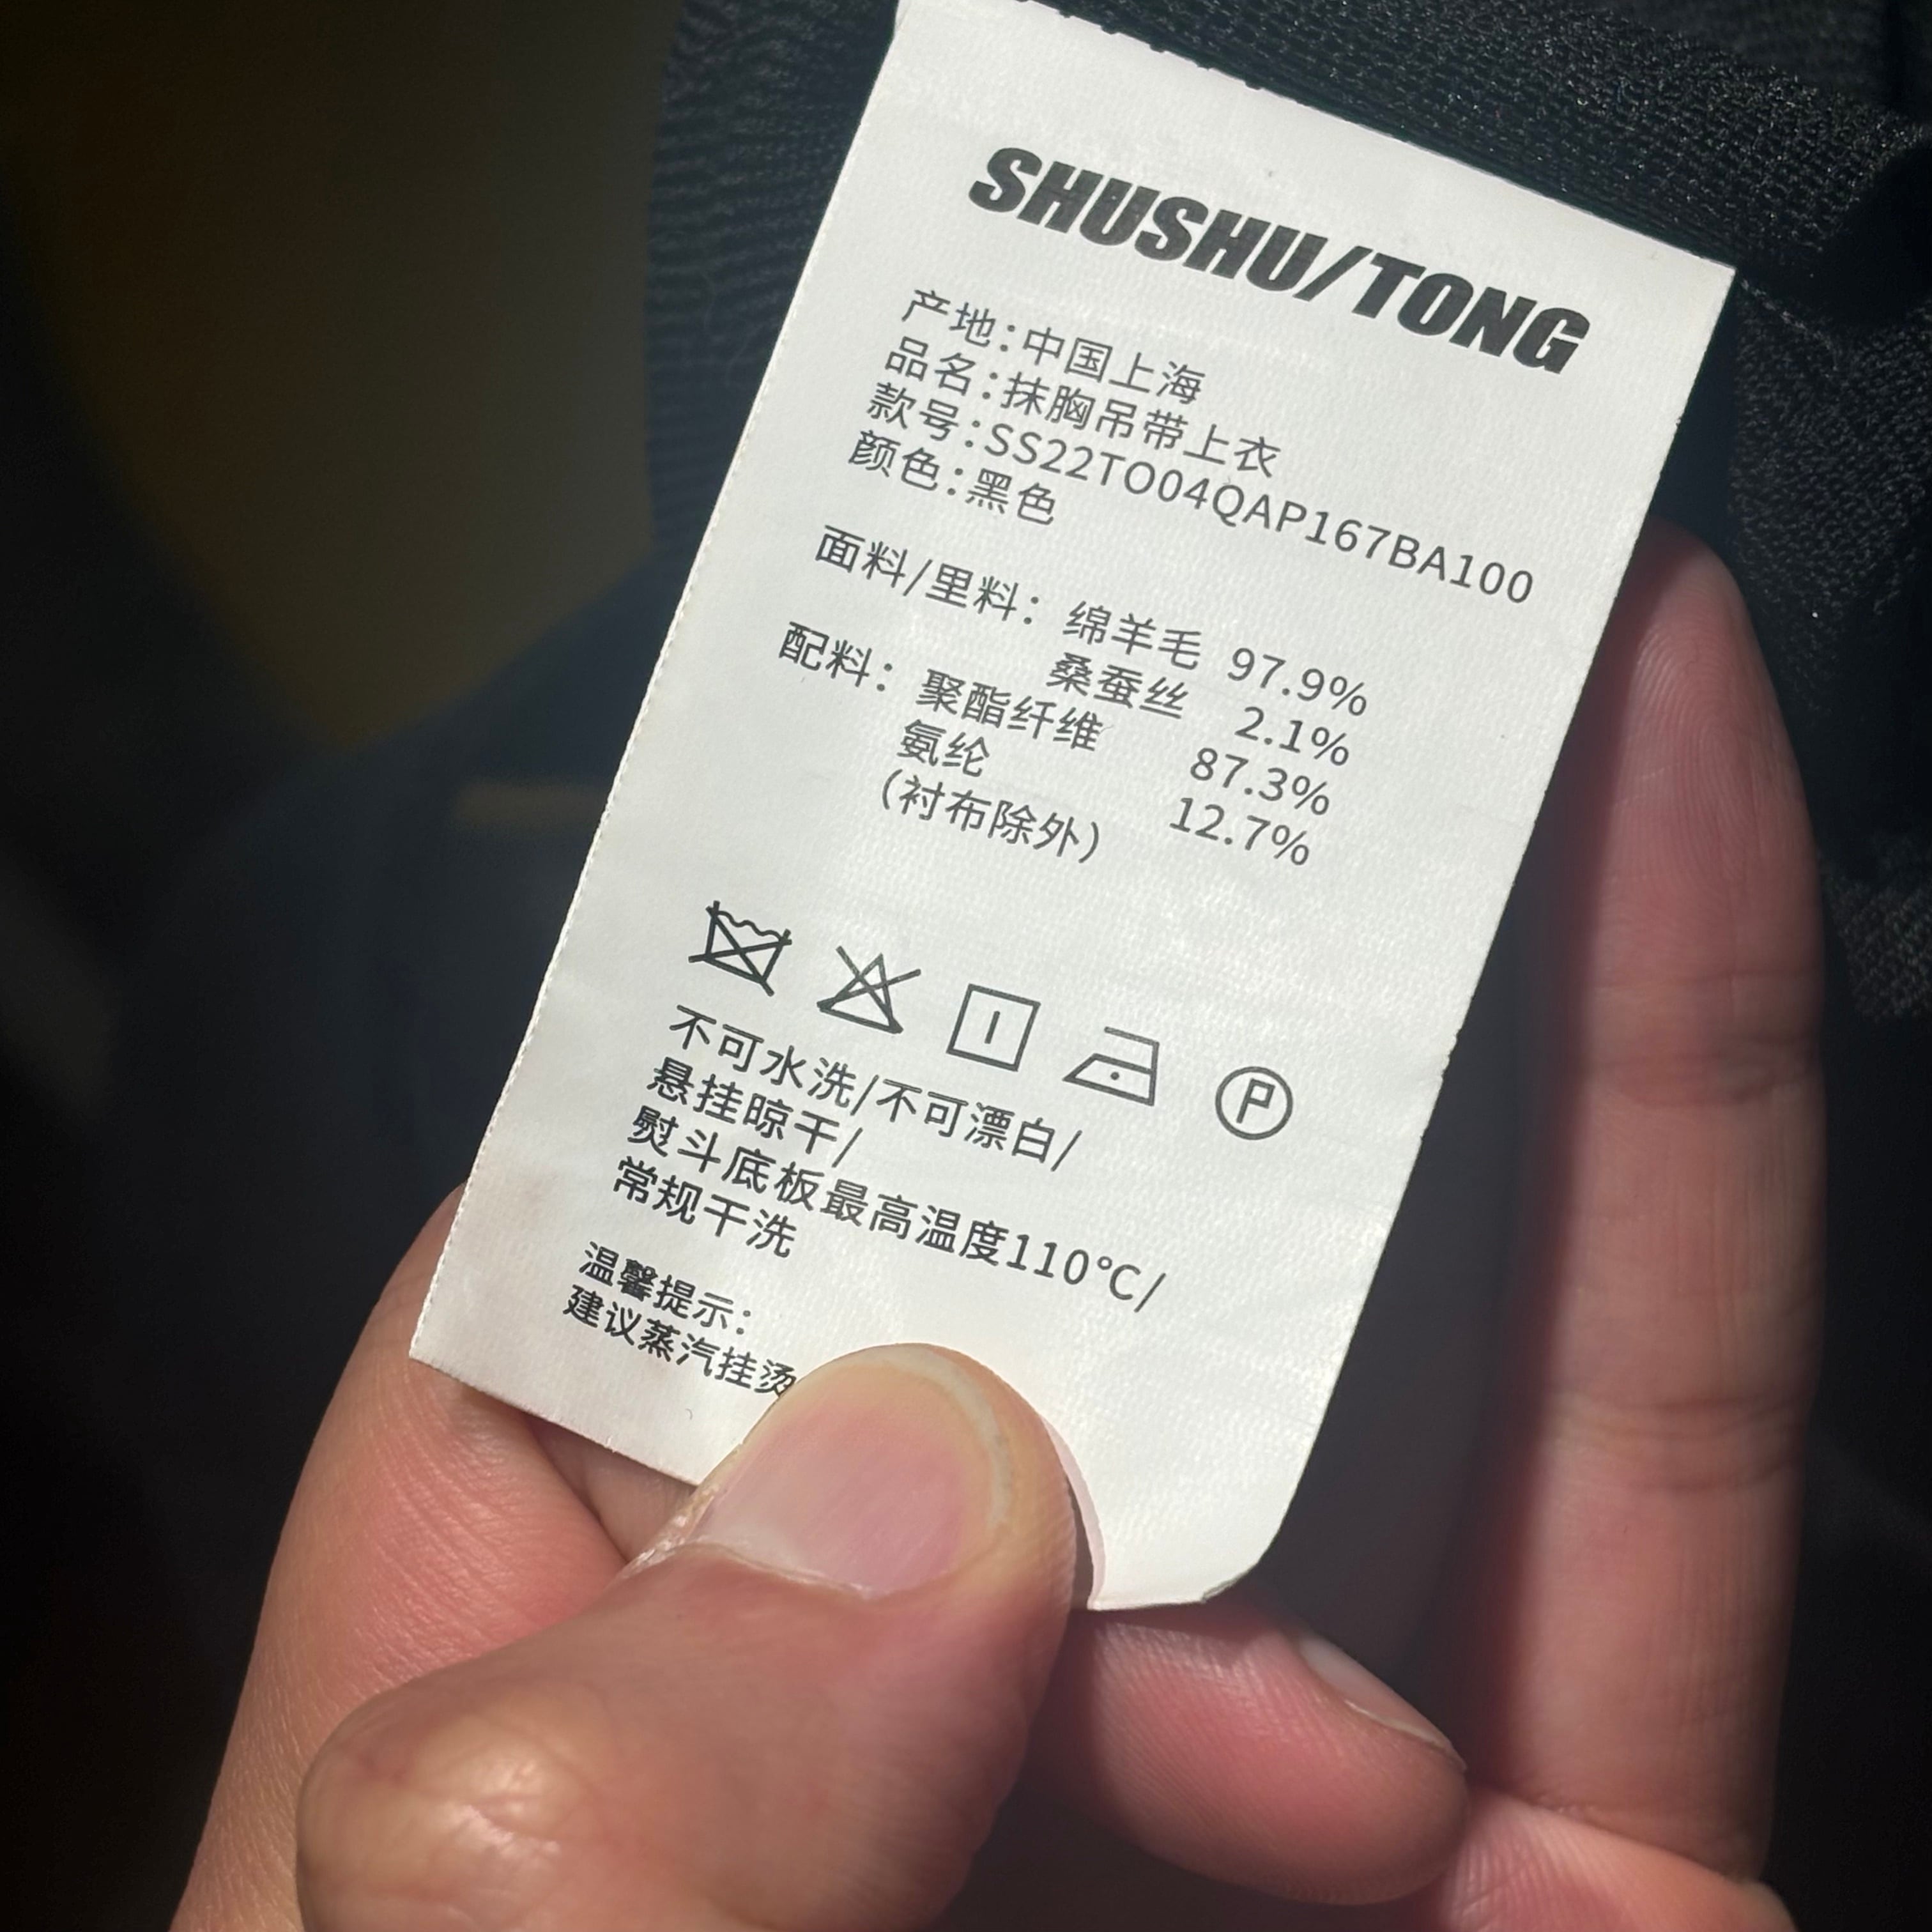 SHUSHU/TONG
产地：中国上海
品名：抹胸吊带上衣
款号：SS22TO04QAP167BA100
颜色：黑色
面料/里料： 绵羊毛 97.9%
桑蚕丝 2.1%
配料： 聚酯纤维 87.3%
氨纶 12.7%
（衬布除外）
P
不可水洗/不可漂白/
悬挂晾干/
熨斗底板最高温度110℃/
常规干洗
温馨提示：
建议蒸汽挂烫